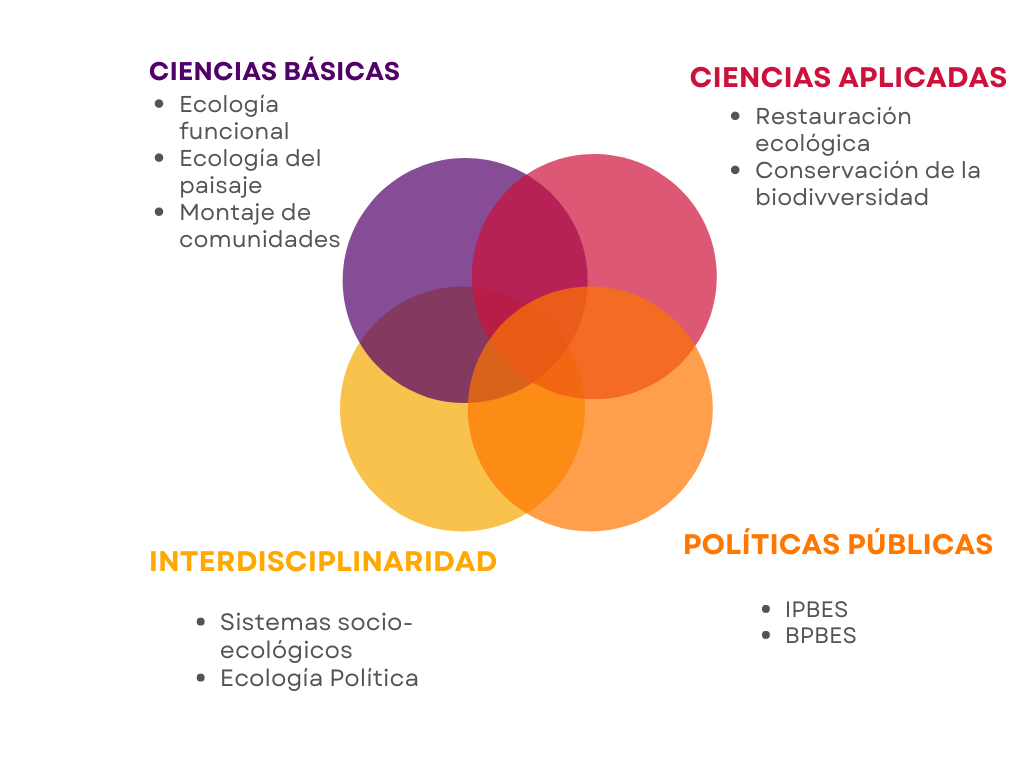 CIENCIAS BÁSICAS
• Ecología
funcional
• Ecología del
paisaje
• Montaje de
comunidades
CIENCIAS APLICADAS
• Restauración
ecológica
• Conservación de la
biodivversidad
INTERDISCIPLINARIDAD
• Sistemas socio-
ecológicos
• Ecología Política
POLÍTICAS PÚBLICAS
• IPBES
• BPBES